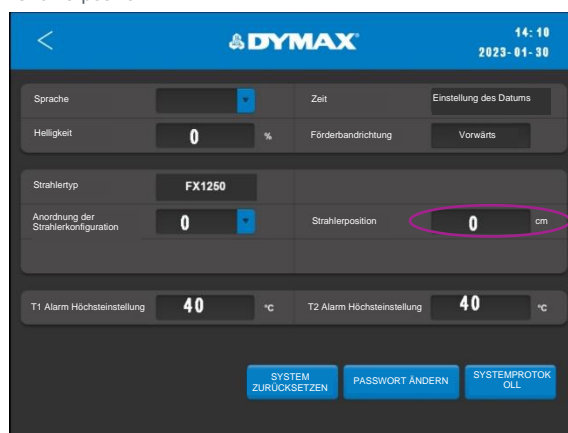 14:10
DYMAX
2023-01-30
Sprache
Zeit
Einstellung des Datums
Helligkeit
0
%
Förderbandrichtung
Vorwärts
Strahlertyp
FX1250
Anordnung der
Strahlerkonfiguration
0
Strahlerposition
0
cm
T1 Alarm Höchsteinstellung
40
°C
T2 Alarm Höchsteinstellung
40
°C
SYSTEM
ZURÜCKSETZEN
PASSWORT ÄNDERN
SYSTEMPROTOK
OLL